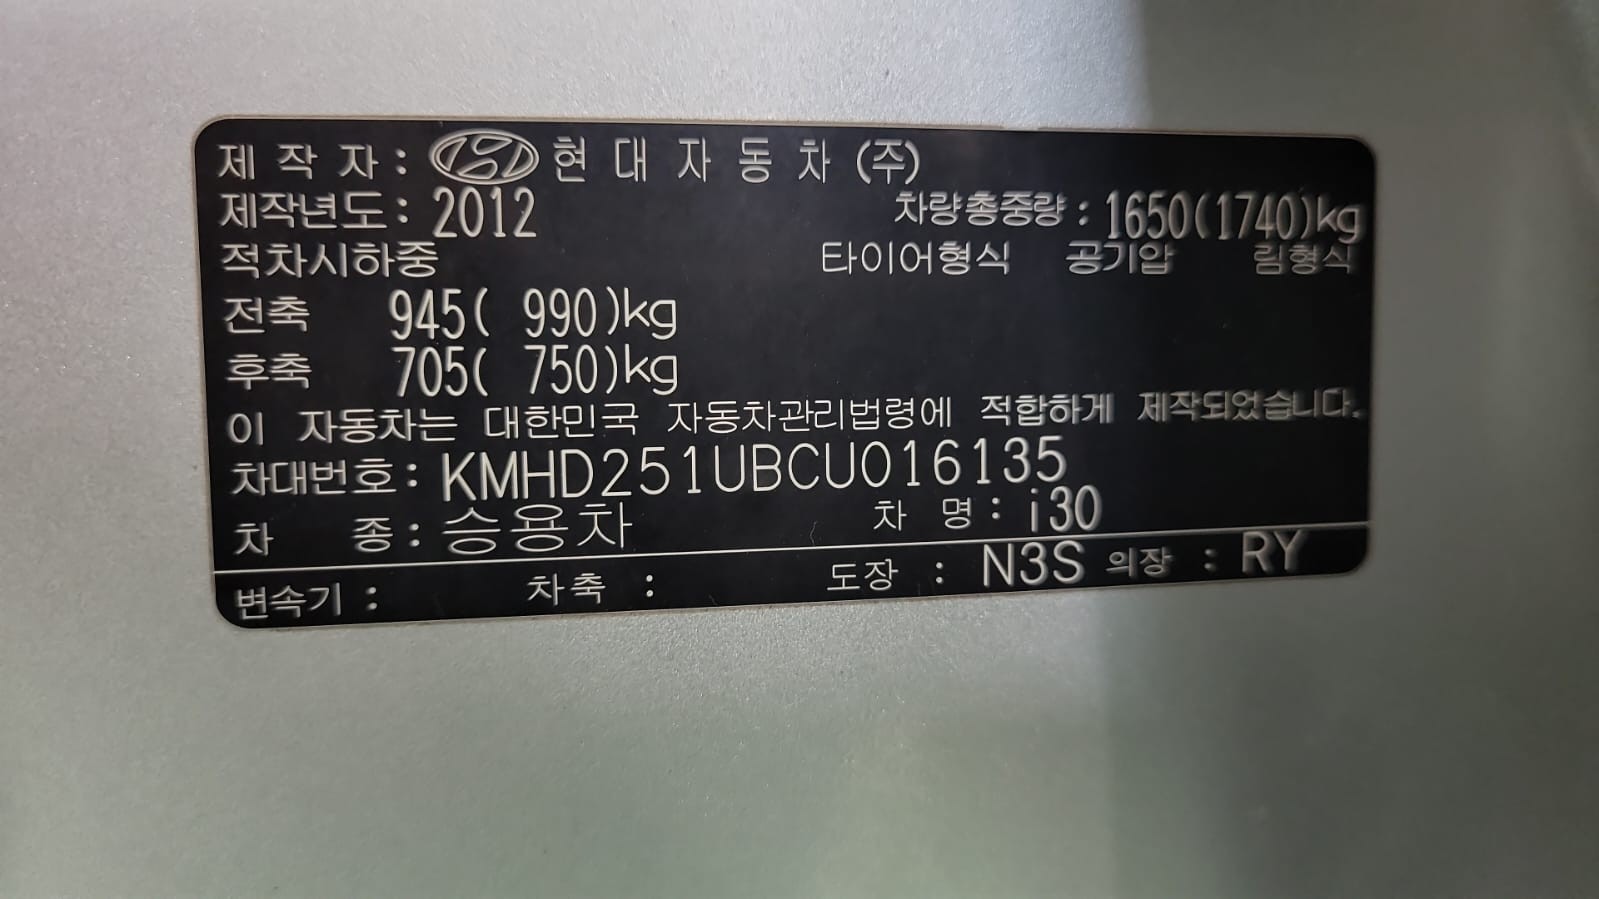 제 작 자 : 현 대 자 동 차 (주)
제작년도 : 2012 차량총중량 : 1650(1740)kg
적차시하중 타이어형식 공기압 림형식
전축 945( 990)kg
후축 705( 750)kg
이 자동차는 대한민국 자동차관리법령에 적합하게 제작되었습니다.
차대번호 : KMHD251UBCU016135
차 종 : 승용차 차 명 : i30
변속기 : 차축 : 도장 : N3S 의장 : RY